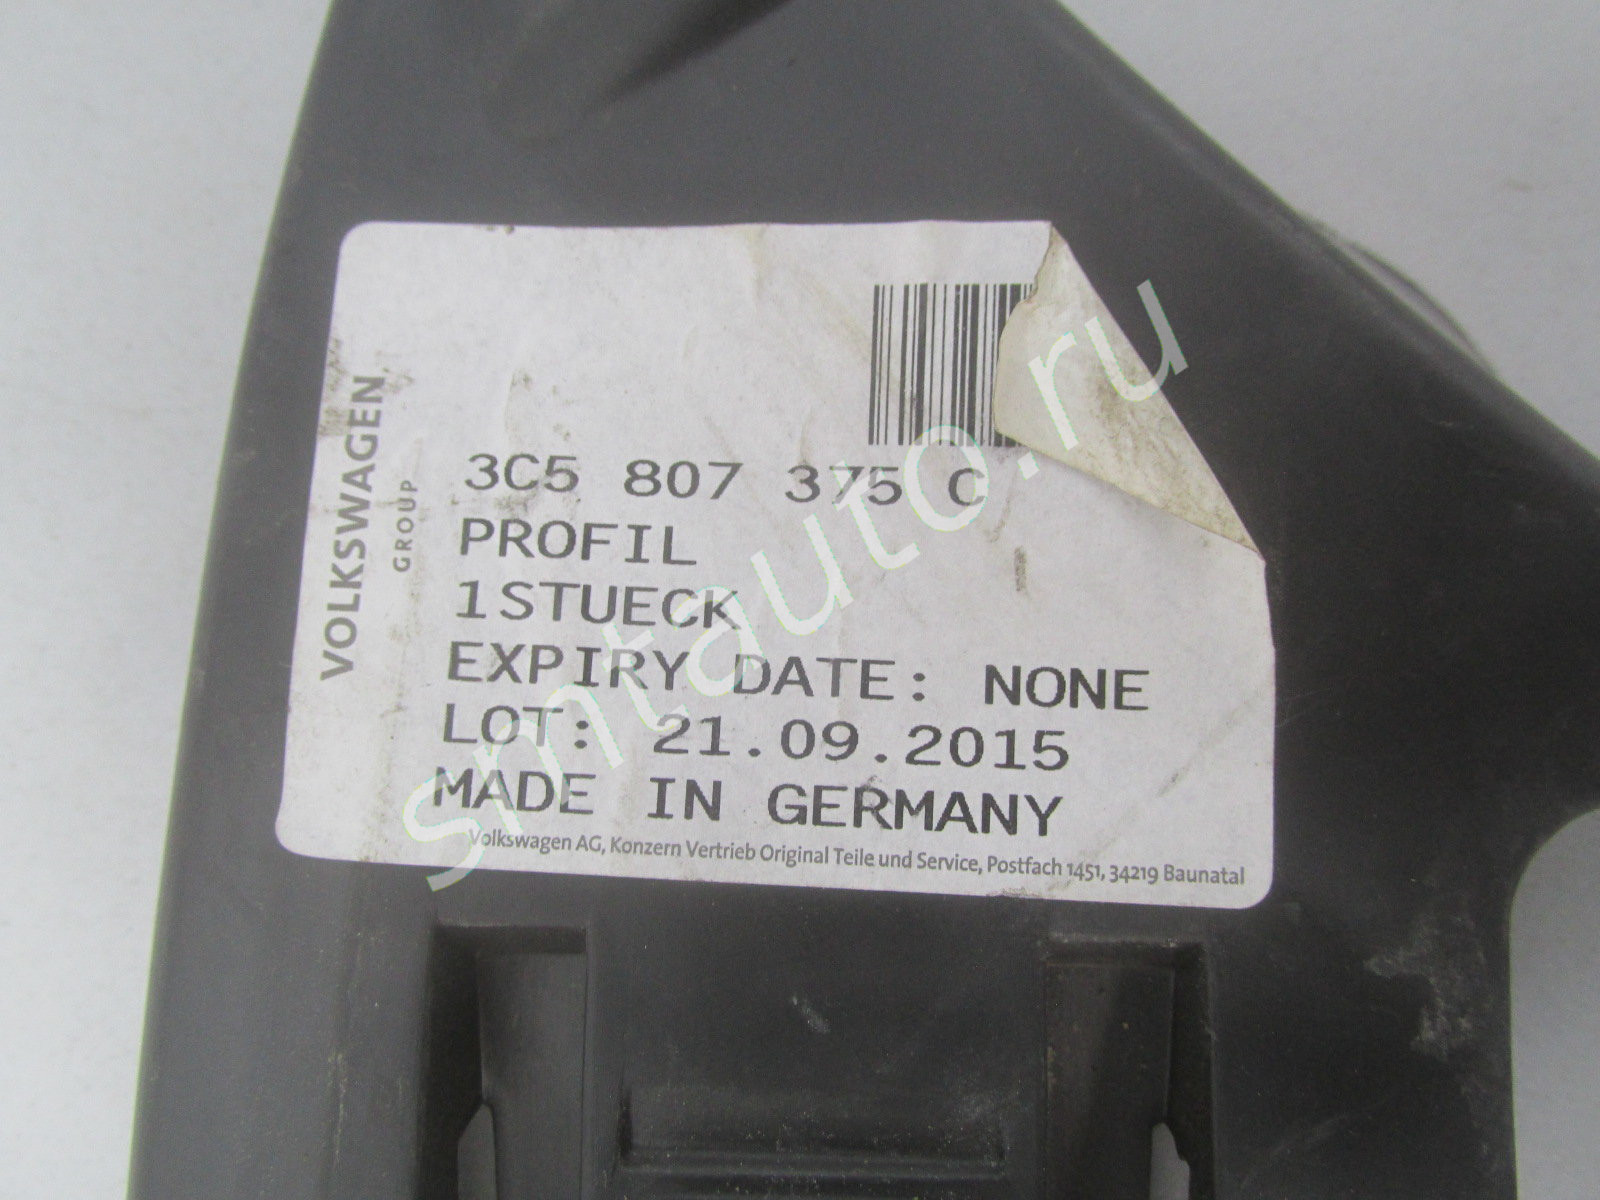 VOLKSWAGEN
GROUP
3C5 807 375 C
PROFIL
1STUECK
EXPIRY DATE: NONE
LOT: 21.09.2015
MADE IN GERMANY
Volkswagen AG, Konzern Vertrieb Original Teile und Service, Postfach 1451, 34219 Baunatal
smtauto.ru